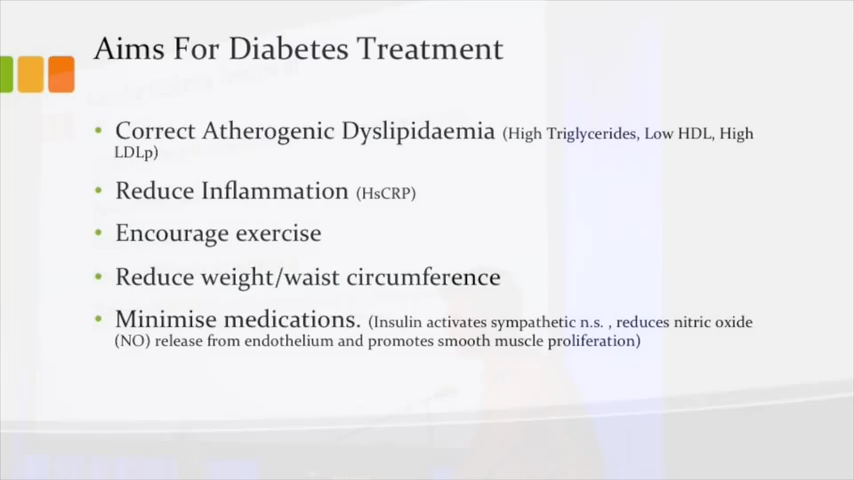 Aims For Diabetes Treatment
• Correct Atherogenic Dyslipidaemia (High Triglycerides, Low HDL, High
LDLp)
• Reduce Inflammation (HsCRP)
• Encourage exercise
• Reduce weight/waist circumference
• Minimise medications. (Insulin activates sympathetic n.s. , reduces nitric oxide
(NO) release from endothelium and promotes smooth muscle proliferation)